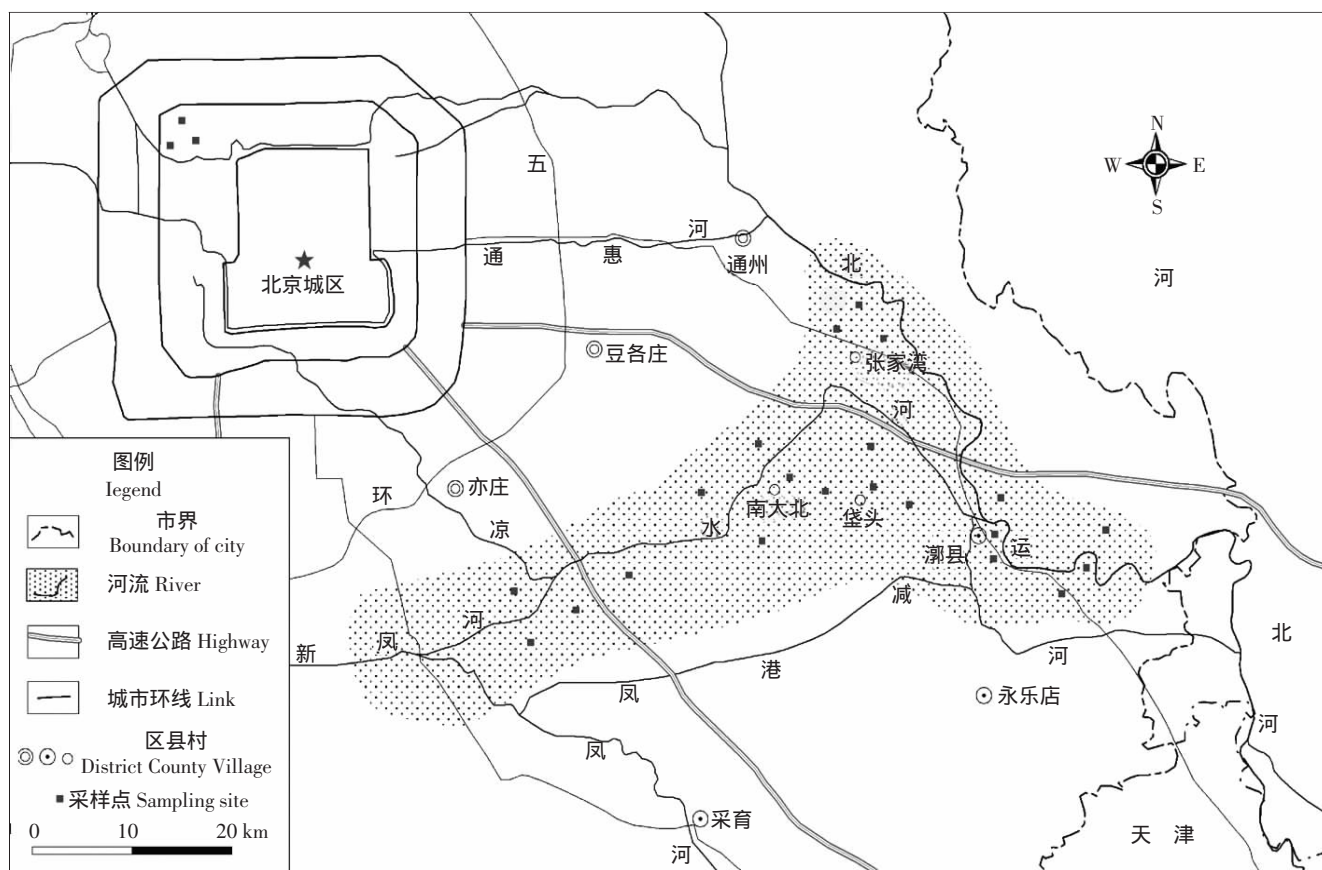 N
W E
S
五
河
通 惠 河
通州
北
北京城区
豆各庄
张家湾
河
图例
Iegend
市界
Boundary of city
河流 River
高速公路 Highway
城市环线 Link
区县村
District County Village
采样点 Sampling site
0 10 20 km
环
亦庄
凉
水
河
南大北
垡头
漷县
运
减
河
新
凤
凤
港
永乐店
北
河
凤
采育
河
天 津